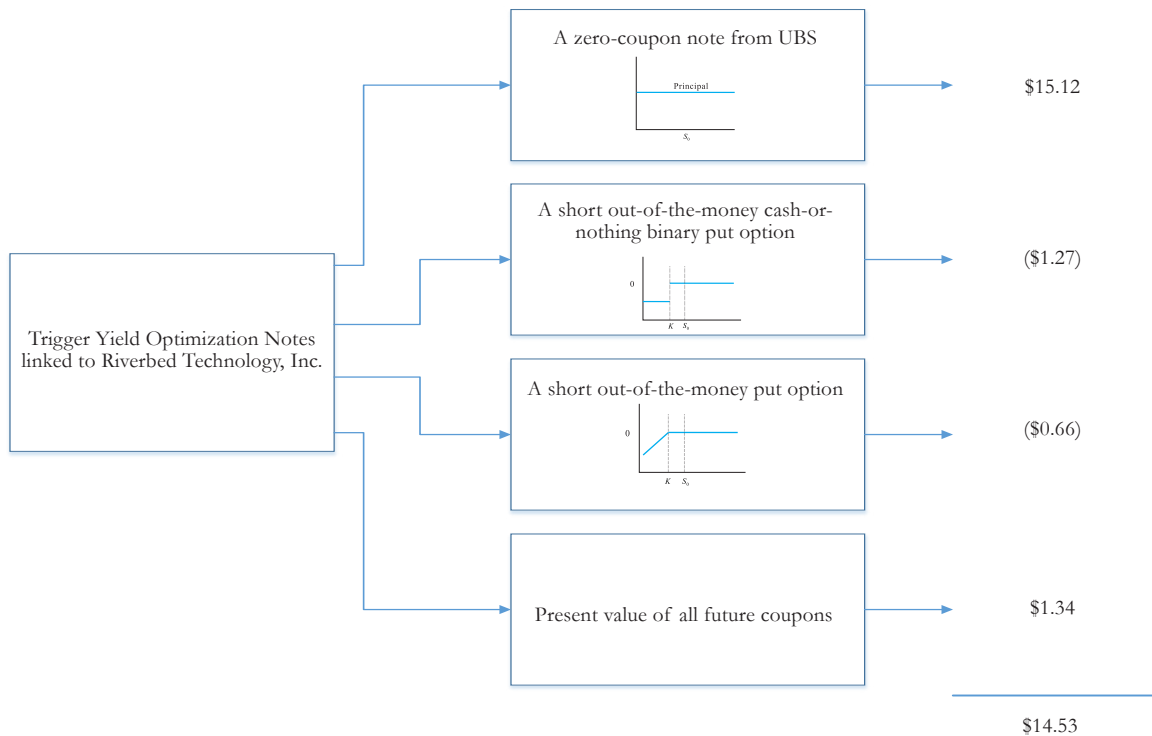 A zero-coupon note from UBS
Principal
S₀
$15.12
A short out-of-the-money cash-or-
nothing binary put option
0
K S₀
($1.27)
Trigger Yield Optimization Notes
linked to Riverbed Technology, Inc.
A short out-of-the-money put option
0
K S₀
($0.66)
Present value of all future coupons
$1.34
$14.53